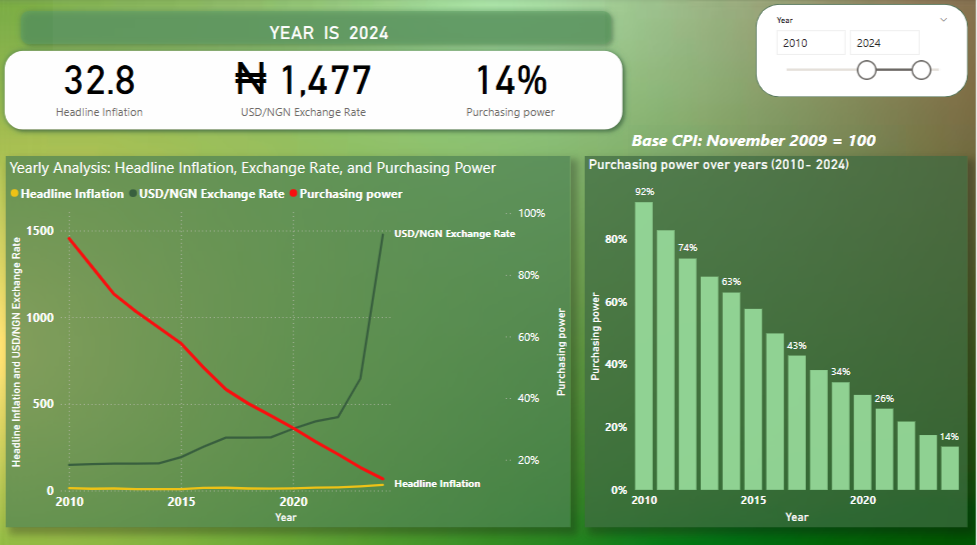 YEAR IS 2024
32.8
Headline Inflation
₦ 1,477
USD/NGN Exchange Rate
14%
Purchasing power
Year
2010
2024
Base CPI: November 2009 = 100
Yearly Analysis: Headline Inflation, Exchange Rate, and Purchasing Power
Headline Inflation USD/NGN Exchange Rate Purchasing power
Headline Inflation and USD/NGN Exchange Rate
1500
1000
500
0
2010
2015
2020
Year
100%
80%
60%
40%
20%
Purchasing power
USD/NGN Exchange Rate
Headline Inflation
Purchasing power over years (2010- 2024)
Purchasing power
80%
60%
40%
20%
0%
92%
74%
63%
43%
34%
26%
14%
2010
2015
2020
Year